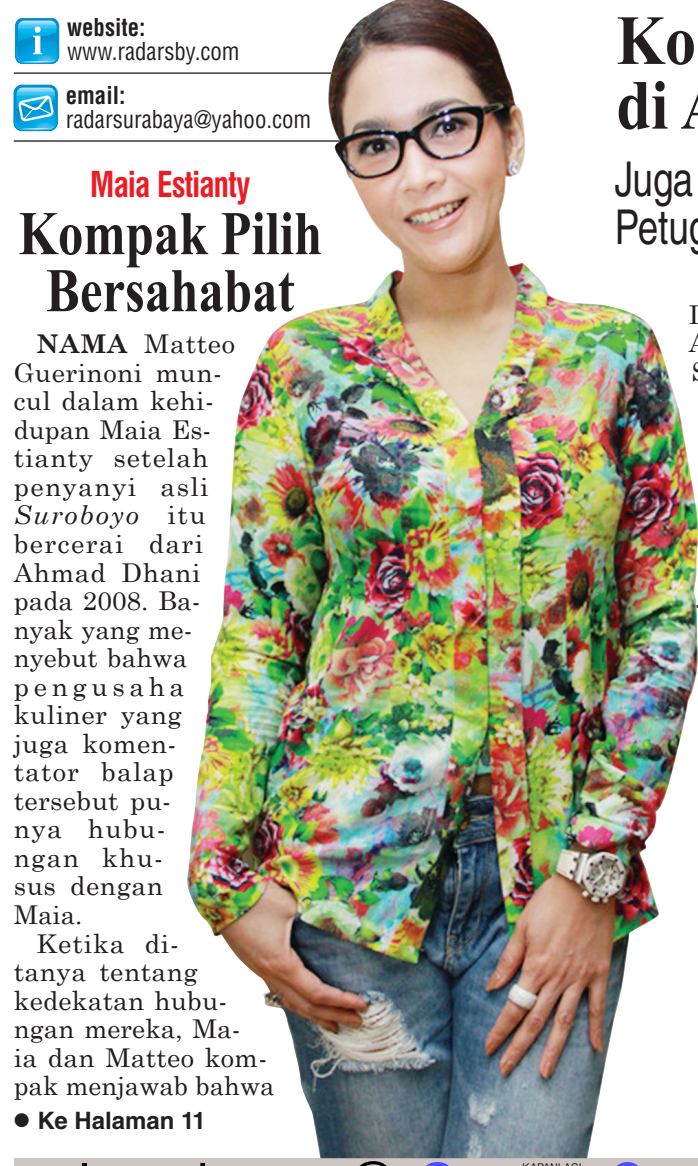 website:
www.radarsby.com
email:
radarsurabaya@yahoo.com
Maia Estianty
Kompak Pilih
Bersahabat
NAMA Matteo
Guerinoni mun-
cul dalam kehi-
dupan Maia Es-
tianty setelah
penyanyi asli
Suroboyo itu
bercerai dari
Ahmad Dhani
pada 2008. Ba-
nyak yang me-
nyebut bahwa
pengusaha
kuliner yang
juga komen-
tator balap
tersebut pu-
nya hubu-
ngan khu-
sus dengan
Maia.
Ketika di-
tanya tentang
kedekatan hubu-
ngan mereka, Ma-
ia dan Matteo kom-
pak menjawab bahwa
● Ke Halaman 11
Ko
di A
Juga
Petug